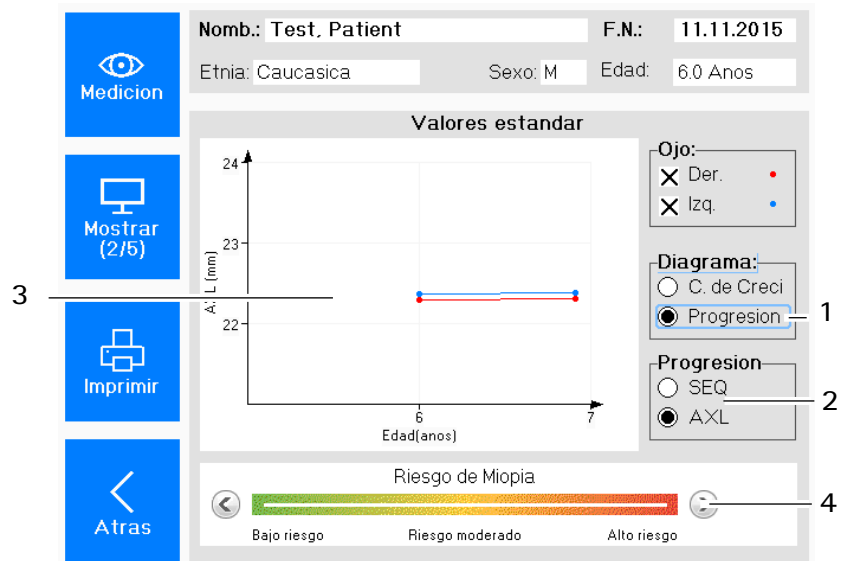 Nomb.: Test, Patient F.N.: 11.11.2015
Etnia: Caucasica Sexo: M Edad: 6.0 Anos
Medicion
Mostrar
(2/5)
Imprimir
Atras
Valores estandar
24
23
22
AXL (mm)
6
7
Edad(anos)
Ojo:
Der.
Izq.
Diagrama:
C. de Creci
Progresion
Progresion
SEQ
AXL
Riesgo de Miopia
Bajo riesgo Riesgo moderado Alto riesgo
3
1
2
4